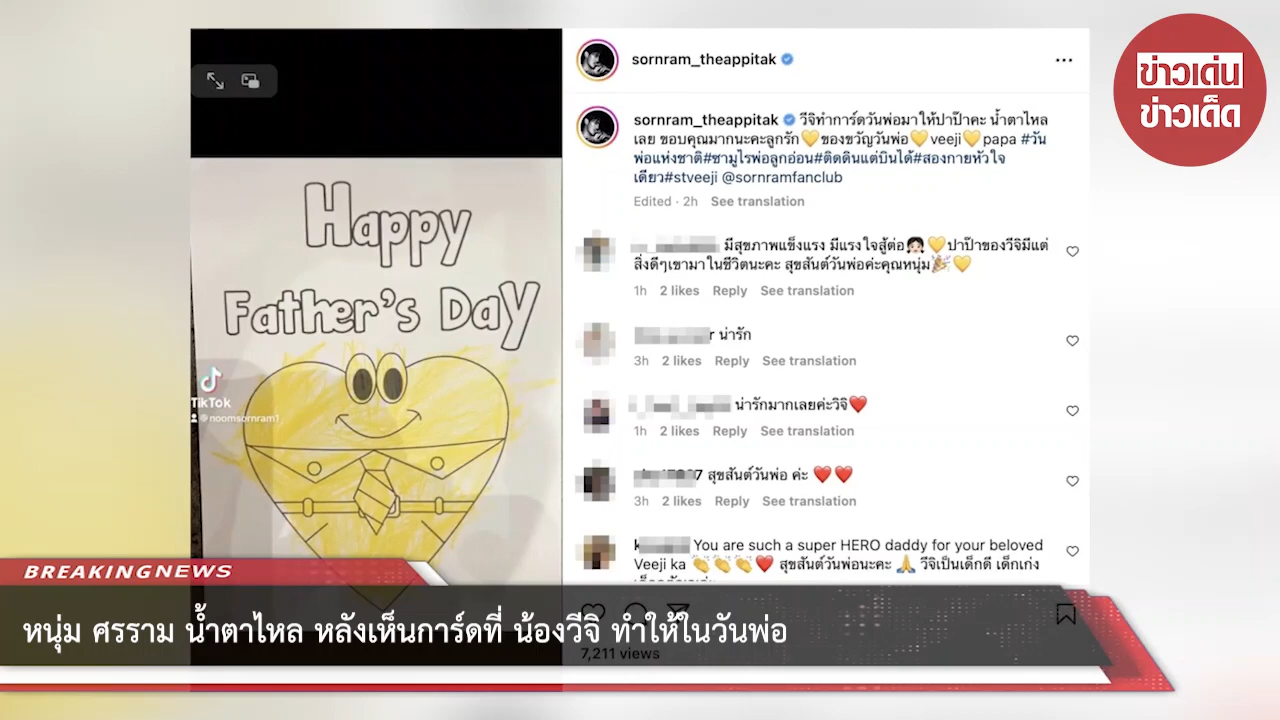 ข่าวเด่น
ข่าวเด็ด
sornram_theappitak
sornram_theappitak วีจิทำการ์ดวันพ่อมาให้ปาป๊าคะ น้ำตาไหล
เลย ขอบคุณมากนะคะลูกรัก💛ของขวัญวันพ่อ💛veeji💛papa #วัน
พ่อแห่งชาติ#ซามูไรพ่อลูกอ่อน#ติดดินแต่บินได้#สองกายหัวใจ
เดียว#stveeji @sornramfanclub
Edited · 2h See translation
มีสุขภาพแข็งแรง มีแรงใจสู้ต่อ👧🏻💛ปาป๊าของวีจิมีแต่
สิ่งดีๆเขามาในชีวิตนะคะ สุขสันต์วันพ่อค่ะคุณหนุ่ม🎉💛
1h 2 likes Reply See translation
r น่ารัก
3h 2 likes Reply See translation
น่ารักมากเลยค่ะวิจิ❤️
1h 2 likes Reply See translation
7 สุขสันต์วันพ่อ ค่ะ ❤️❤️
3h 2 likes Reply See translation
k You are such a super HERO daddy for your beloved
Veeji ka 👏👏👏❤️ สุขสันต์วันพ่อนะคะ 🙏 วีจิเป็นเด็กดี เด็กเก่ง
7,211 views
Happy
Father's Day
TikTok
@noomsornram1
BREAKING NEWS
หนุ่ม ศรราม น้ำตาไหล หลังเห็นการ์ดที่ น้องวีจิ ทำให้ในวันพ่อ